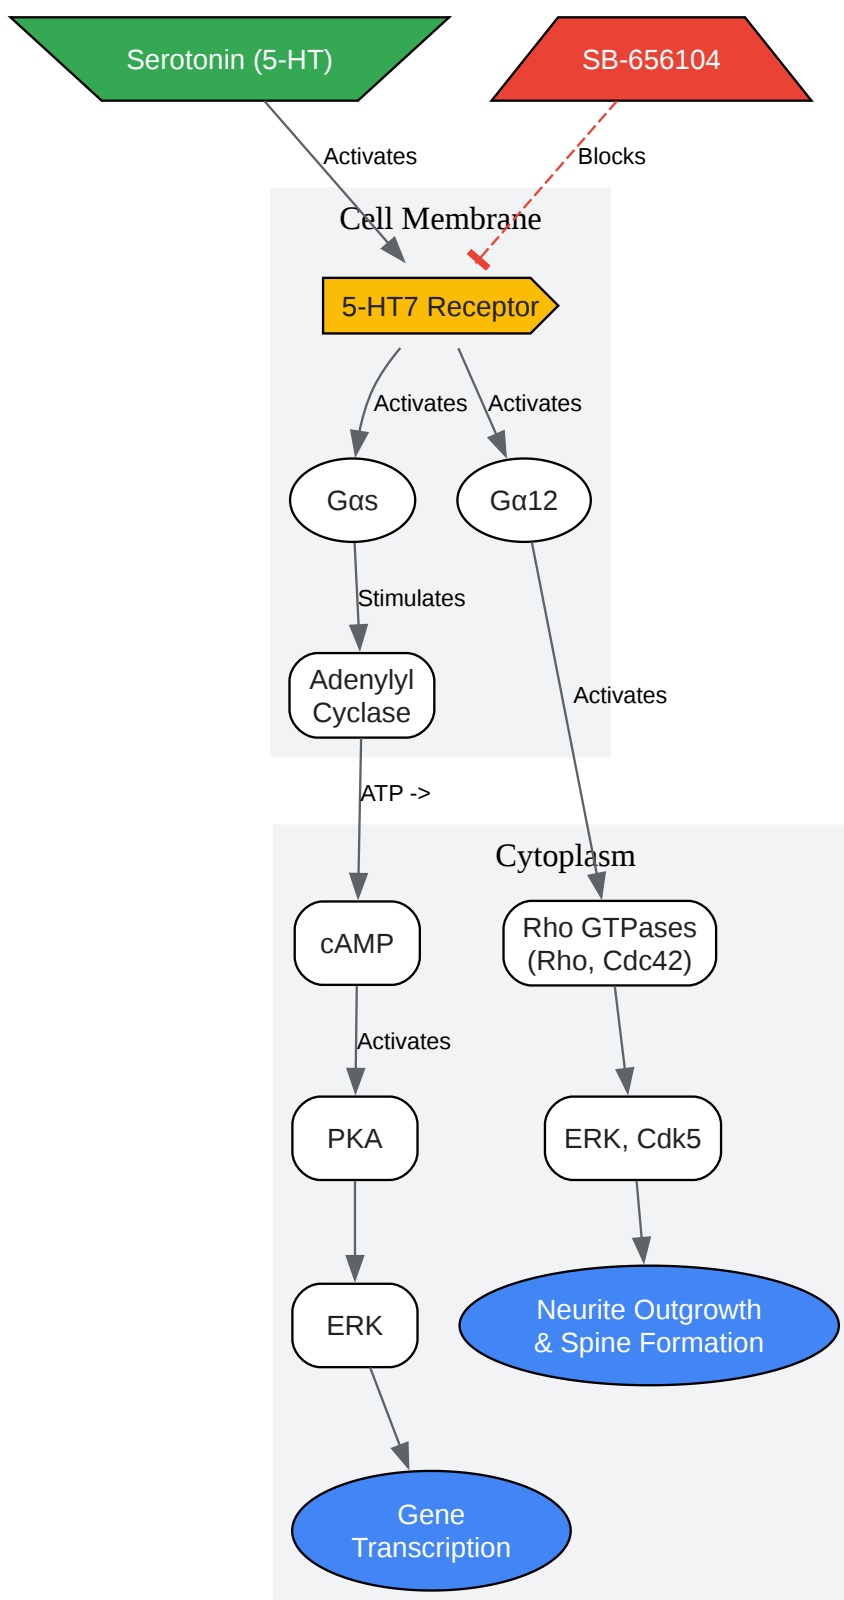 Serotonin (5-HT)
SB-656104
Activates
Blocks
Cell Membrane
5-HT7 Receptor
Activates
Activates
Gαs
Gα12
Stimulates
Adenylyl
Cyclase
Activates
ATP ->
Cytoplasm
cAMP
Rho GTPases
(Rho, Cdc42)
Activates
PKA
ERK, Cdk5
ERK
Neurite Outgrowth
& Spine Formation
Gene
Transcription